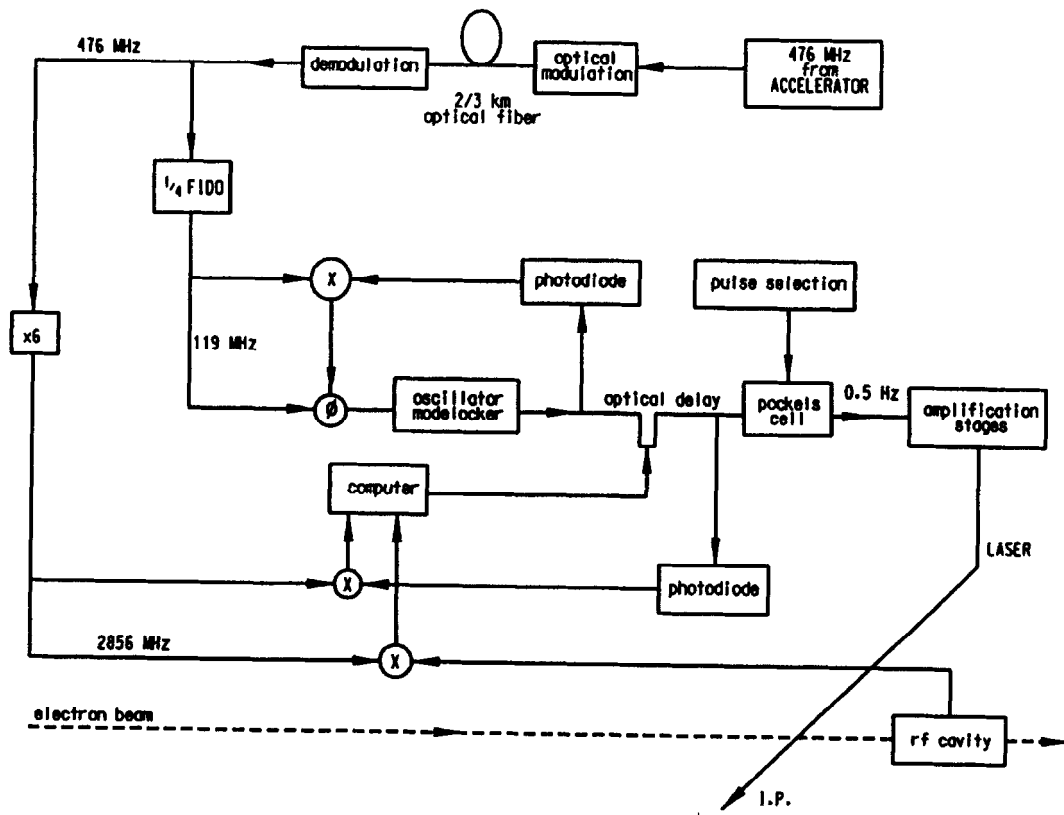 476 MHz
demodulation
2/3 km
optical fiber
optical
modulation
476 MHz
from
ACCELERATOR
1/4 FIDO
X
photodiode
pulse selection
x6
119 MHz
Ø
oscillator
modelocker
optical delay
pockels
cell
0.5 Hz
amplification
stages
computer
LASER
X
photodiode
2856 MHz
X
electron beam
rf cavity
I.P.